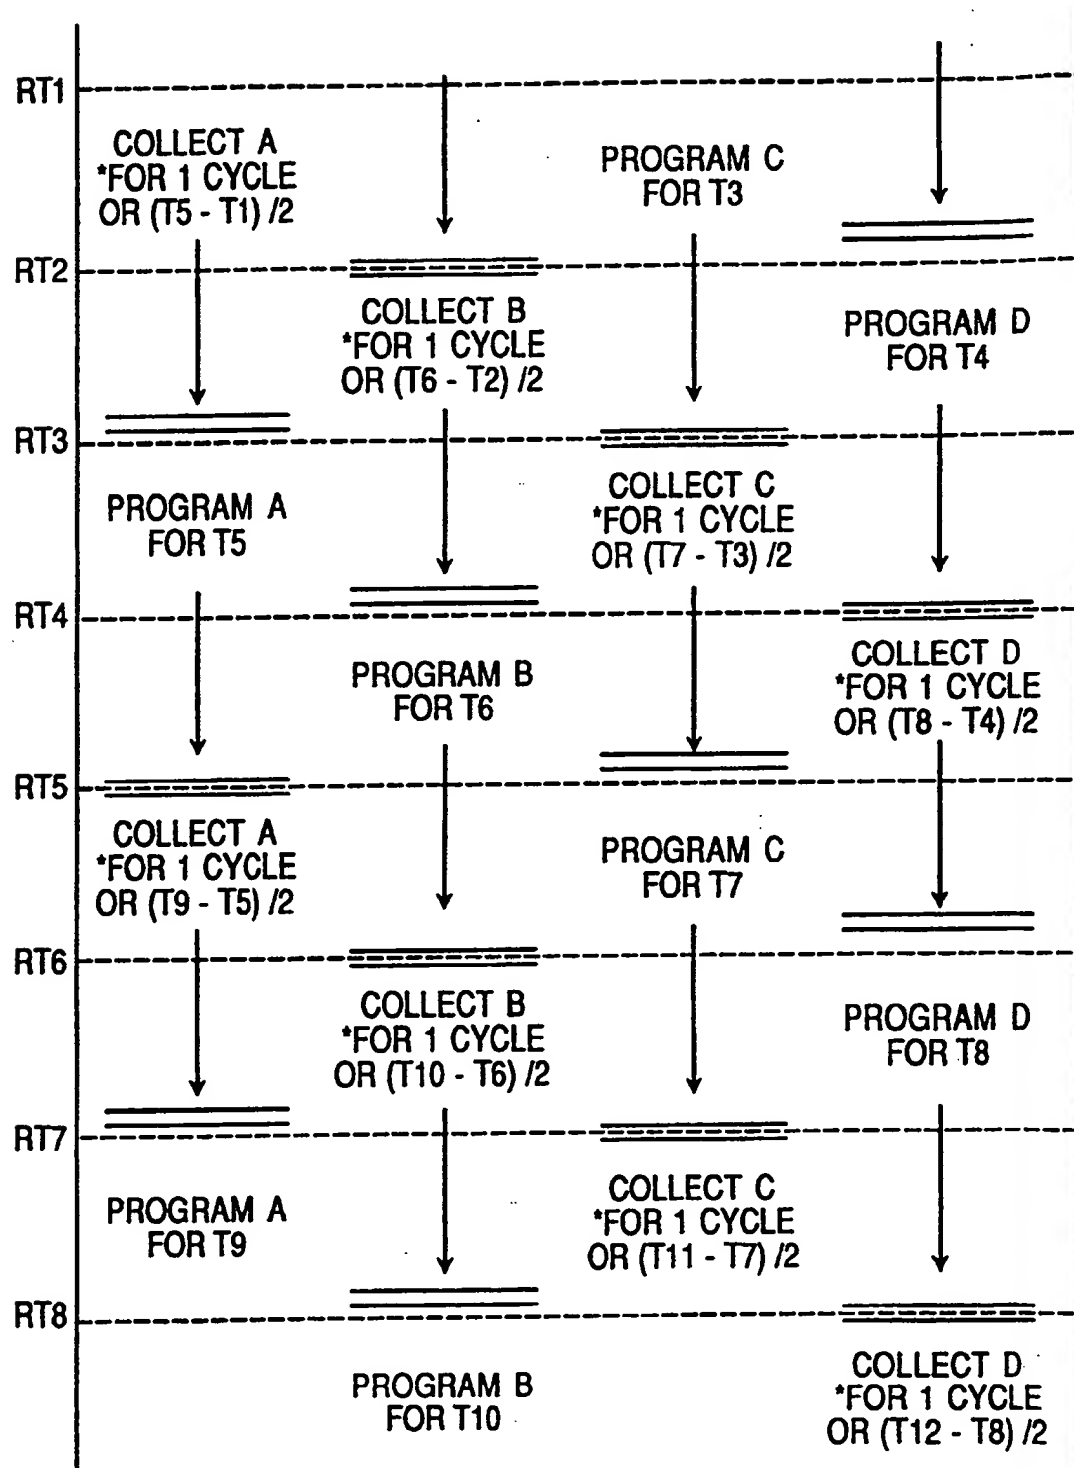 RT1
COLLECT A
*FOR 1 CYCLE
OR (T5 - T1) /2
PROGRAM C
FOR T3
RT2
COLLECT B
*FOR 1 CYCLE
OR (T6 - T2) /2
PROGRAM D
FOR T4
RT3
PROGRAM A
FOR T5
COLLECT C
*FOR 1 CYCLE
OR (T7 - T3) /2
RT4
PROGRAM B
FOR T6
COLLECT D
*FOR 1 CYCLE
OR (T8 - T4) /2
RT5
COLLECT A
*FOR 1 CYCLE
OR (T9 - T5) /2
PROGRAM C
FOR T7
RT6
COLLECT B
*FOR 1 CYCLE
OR (T10 - T6) /2
PROGRAM D
FOR T8
RT7
PROGRAM A
FOR T9
COLLECT C
*FOR 1 CYCLE
OR (T11 - T7) /2
RT8
PROGRAM B
FOR T10
COLLECT D
*FOR 1 CYCLE
OR (T12 - T8) /2